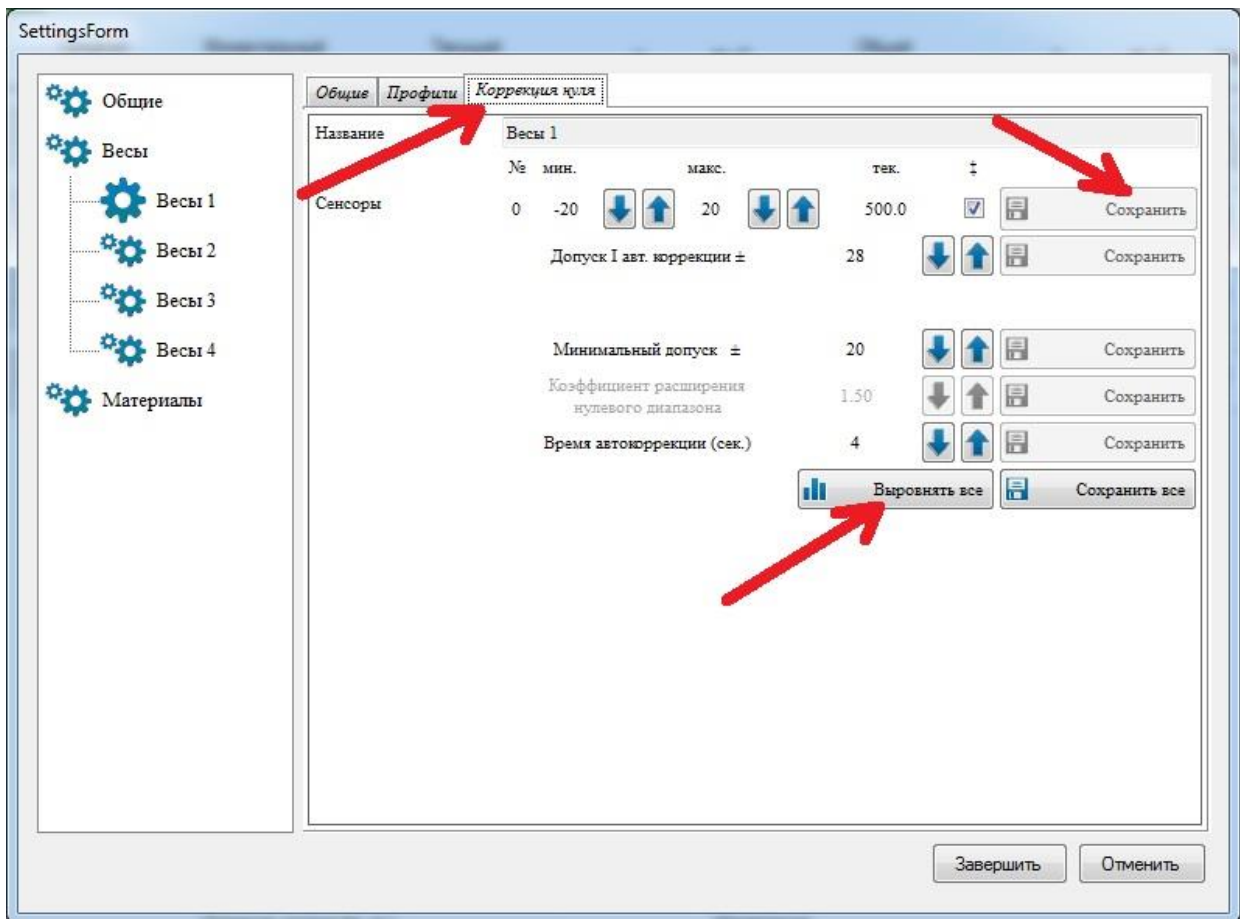 SettingsForm
Общие
Весы
Весы 1
Весы 2
Весы 3
Весы 4
Материалы
Общие Профили Коррекция нуля
Название Весы 1
№ мин. макс. тек. ‡
Сенсоры 0 -20 20 500.0 Сохранить
Допуск I авт. коррекции ± 28 Сохранить
Минимальный допуск ± 20 Сохранить
Коэффициент расширения
нулевого диапазона 1.50 Сохранить
Время автокоррекции (сек.) 4 Сохранить
Выровнять все Сохранить все
Завершить Отменить